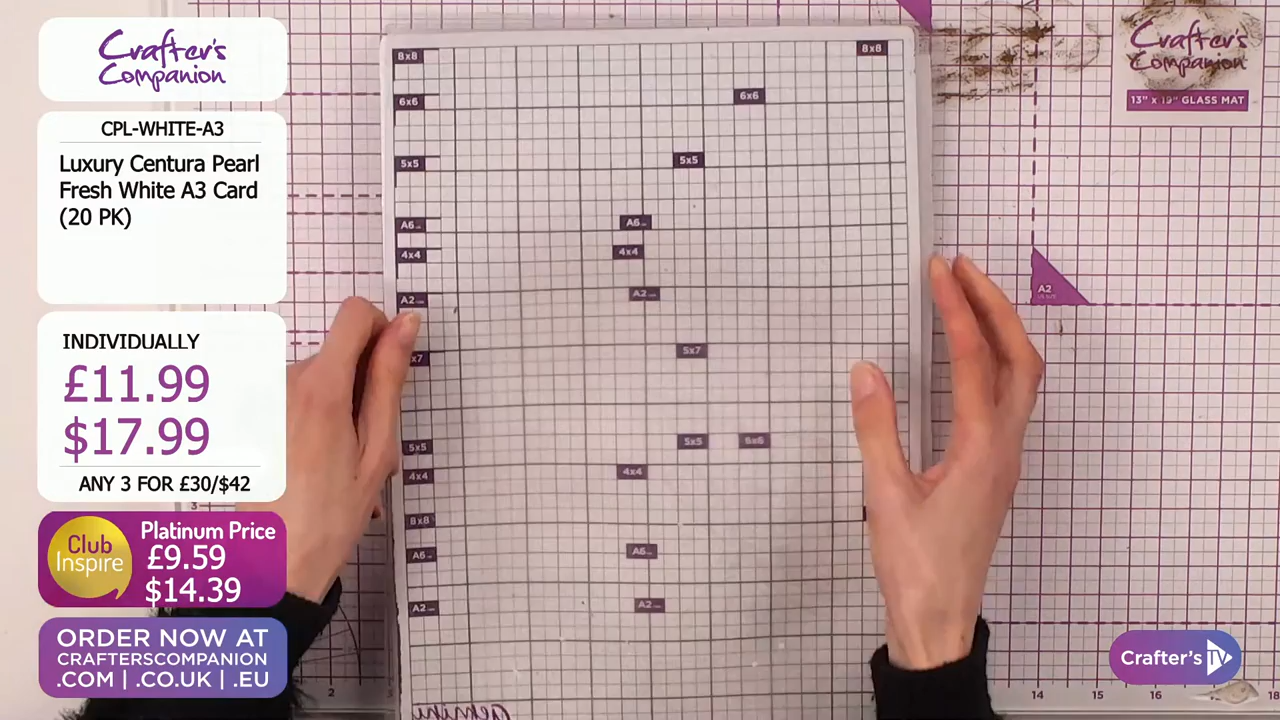 Crafter's
Companion
CPL-WHITE-A3
Luxury Centura Pearl
Fresh White A3 Card
(20 PK)
INDIVIDUALLY
£11.99
$17.99
ANY 3 FOR £30/$42
Club
Inspire
Platinum Price
£9.59
$14.39
ORDER NOW AT
CRAFTERSCOMPANION
.COM | .CO.UK | .EU
8x8 8x8
6x6 6x6
5x5 5x5
A6 A6
4x4 4x4
A2 A2
x7 5x7
5x5 5x5 6x6
4x4 4x4
8x8
A6 A6
A2 A2
Crafter's
Companion
13" x 19" GLASS MAT
A2
Crafter's TV
2 3 14 15 16 18
3